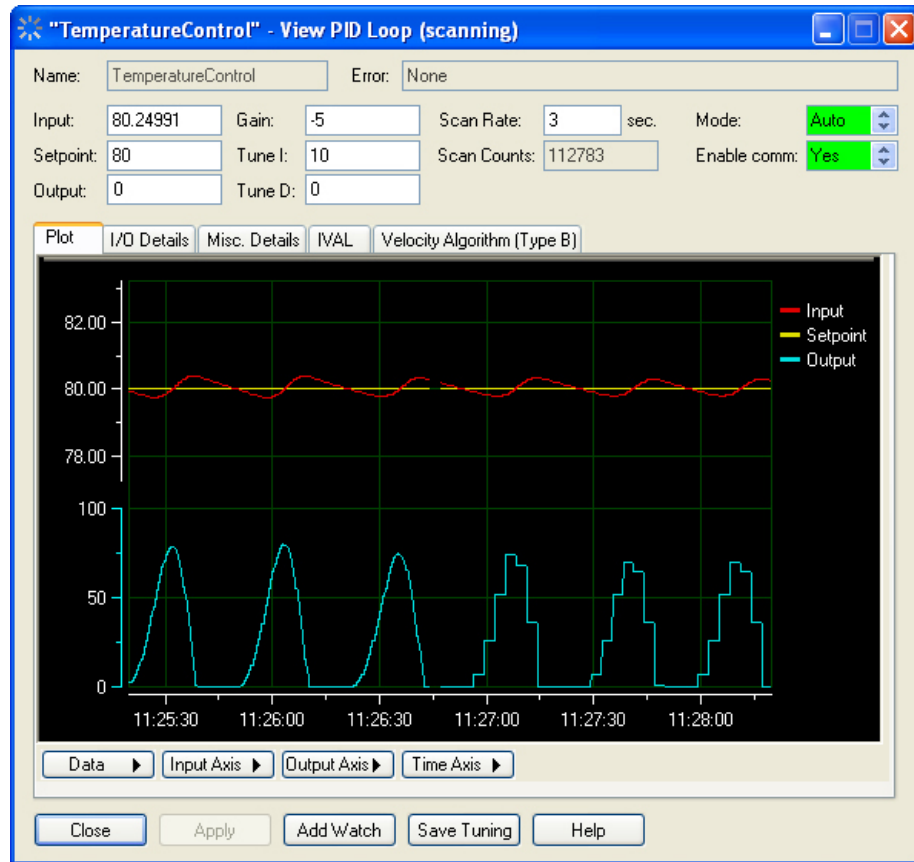 "TemperatureControl" - View PID Loop (scanning)
Name: TemperatureControl Error: None
Input: 80.24991 Gain: -5 Scan Rate: 3 sec. Mode: Auto
Setpoint: 80 Tune I: 10 Scan Counts: 112783 Enable comm: Yes
Output: 0 Tune D: 0
Plot I/O Details Misc. Details IVAL Velocity Algorithm (Type B)
82.00
80.00
78.00
Input
Setpoint
Output
100
50
0
11:25:30 11:26:00 11:26:30 11:27:00 11:27:30 11:28:00
Data Input Axis Output Axis Time Axis
Close Apply Add Watch Save Tuning Help